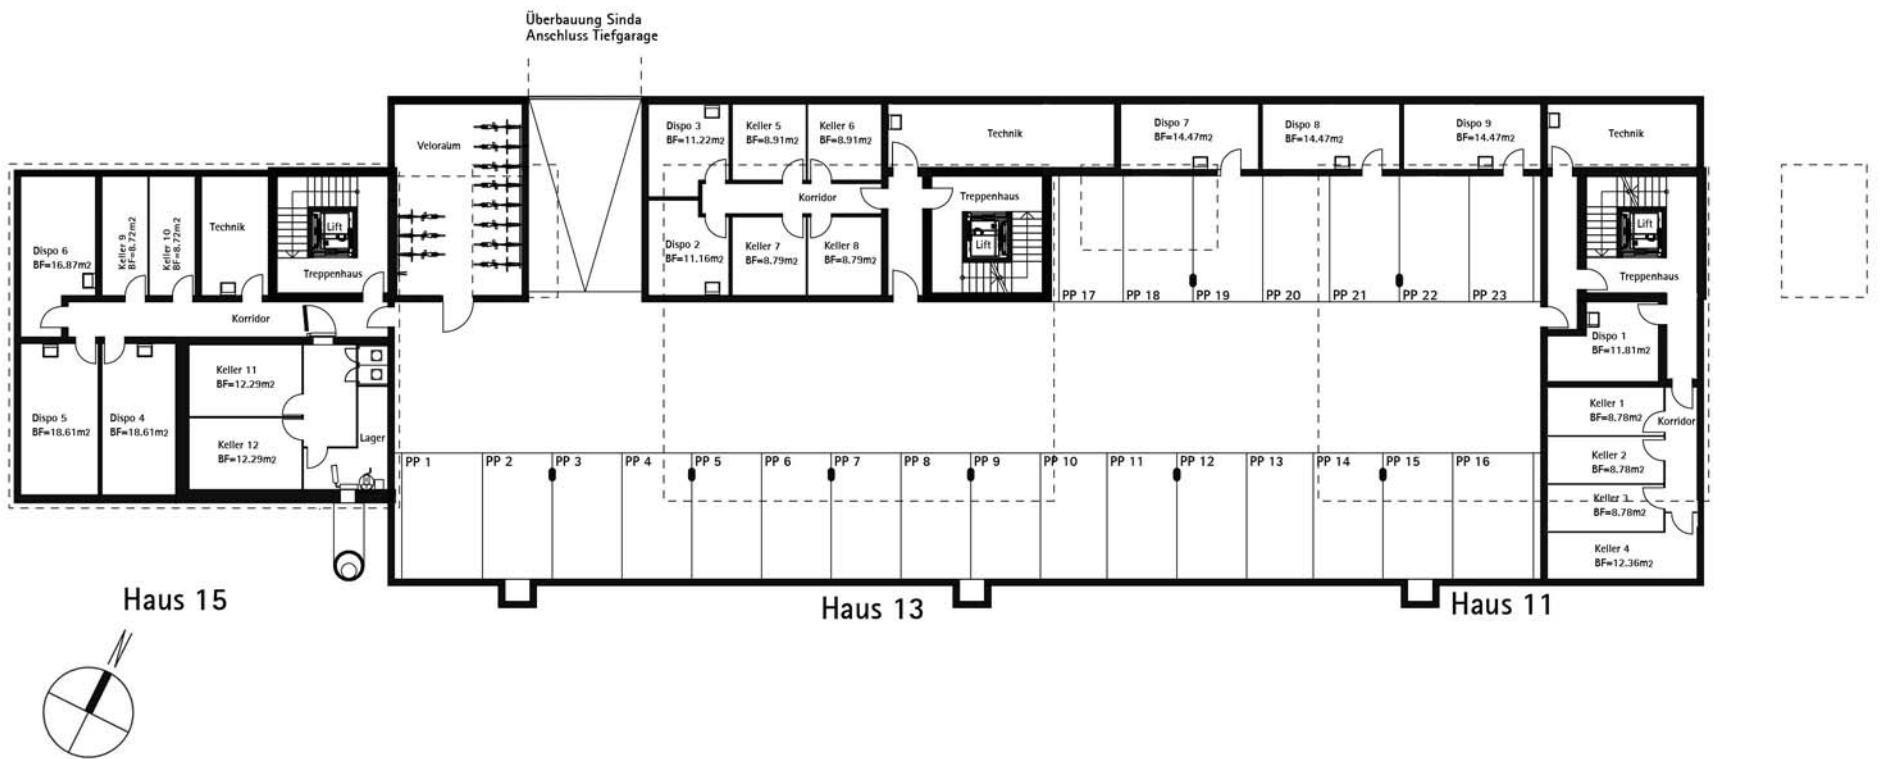 Überbauung Sinda
Anschluss Tiefgarage
Veloraum
Dispo 3
BF=11.22m2
Keller 5
BF=8.91m2
Keller 6
BF=8.91m2
Technik
Dispo 7
BF=14.47m2
Dispo 8
BF=14.47m2
Dispo 9
BF=14.47m2
Technik
Dispo 6
BF=16.87m2
Keller 9
BF=8.72m2
Keller 10
BF=8.72m2
Technik
Lift
Treppenhaus
Korridor
Korridor
Dispo 2
BF=11.16m2
Keller 7
BF=8.79m2
Keller 8
BF=8.79m2
Treppenhaus
Lift
PP 17
PP 18
PP 19
PP 20
PP 21
PP 22
PP 23
Lift
Treppenhaus
Dispo 1
BF=11.81m2
Dispo 5
BF=18.61m2
Dispo 4
BF=18.61m2
Keller 11
BF=12.29m2
Keller 12
BF=12.29m2
Lager
PP 1
PP 2
PP 3
PP 4
PP 5
PP 6
PP 7
PP 8
PP 9
PP 10
PP 11
PP 12
PP 13
PP 14
PP 15
PP 16
Keller 1
BF=8.78m2
Korridor
Keller 2
BF=8.78m2
Keller 3
BF=8.78m2
Keller 4
BF=12.36m2
Haus 15
Haus 13
Haus 11
N